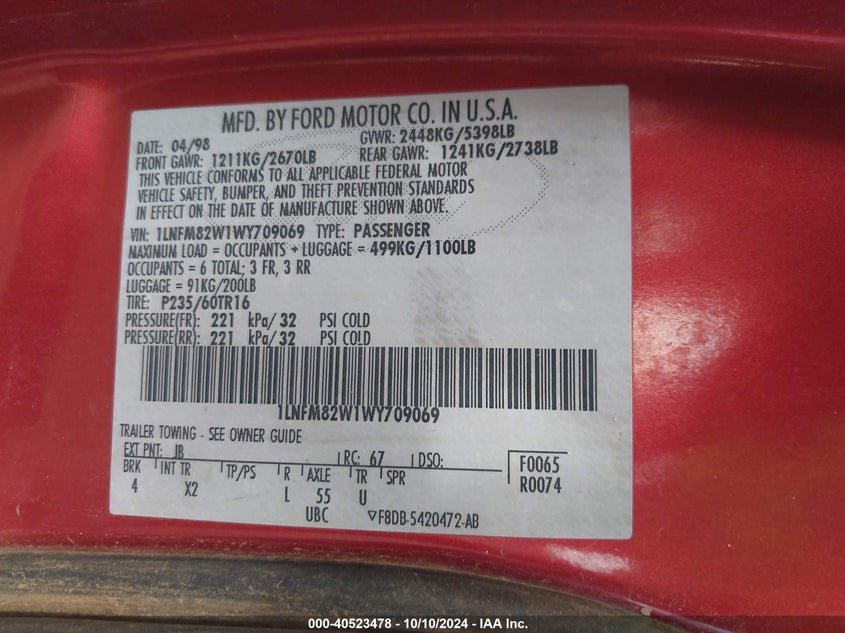 MFD. BY FORD MOTOR CO. IN U.S.A.
DATE: 04/98 GVWR: 2448KG/5398LB
FRONT GAWR: 1211KG/2670LB REAR GAWR: 1241KG/2738LB
THIS VEHICLE CONFORMS TO ALL APPLICABLE FEDERAL MOTOR
VEHICLE SAFETY, BUMPER, AND THEFT PREVENTION STANDARDS
IN EFFECT ON THE DATE OF MANUFACTURE SHOWN ABOVE.
VIN: 1LNFM82W1WY709069 TYPE: PASSENGER
MAXIMUM LOAD = OCCUPANTS + LUGGAGE = 499KG/1100LB
OCCUPANTS = 6 TOTAL; 3 FR, 3 RR
LUGGAGE = 91KG/200LB
TIRE: P235/60TR16
PRESSURE(FR): 221 kPa/32 PSI COLD
PRESSURE(RR): 221 kPa/32 PSI COLD
1LNFM82W1WY709069
TRAILER TOWING - SEE OWNER GUIDE
EXT PNT: JB RC: 67 DSO: F0065
BRK INT TR TP/PS R AXLE TR SPR R0074
4 X2 L 55 U
UBC F8DB-5420472-AB
000-40523478 - 10/10/2024 - IAA Inc.